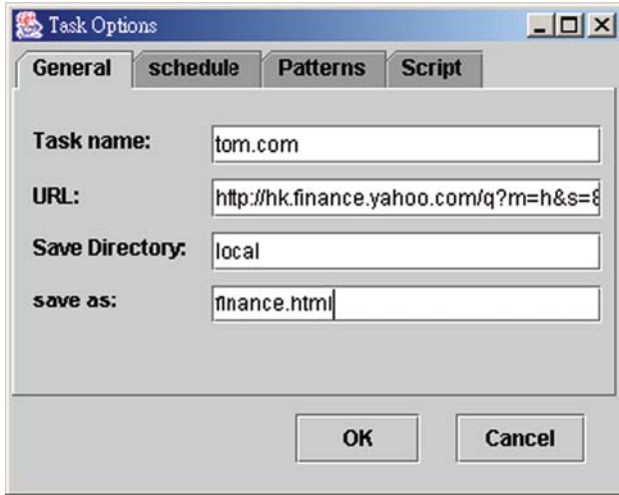 Task Options
General schedule Patterns Script
Task name: tom.com
URL: http://hk.finance.yahoo.com/q?m=h&s=8
Save Directory: local
save as: finance.html
OK Cancel